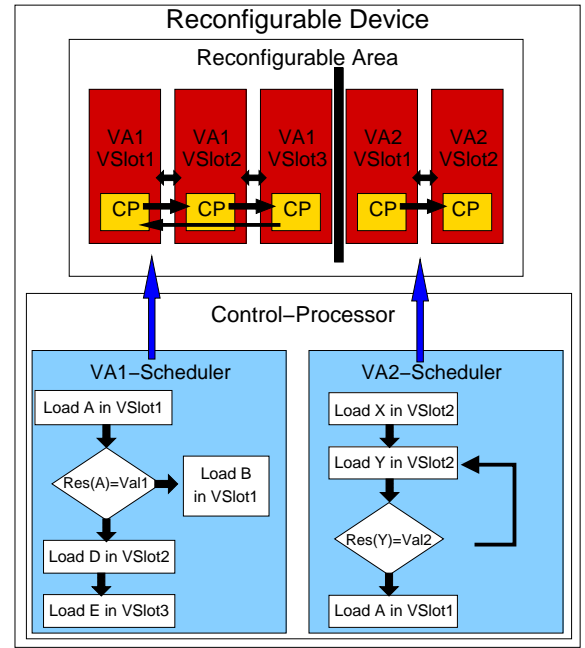 Reconfigurable Device
Reconfigurable Area
VA1
VSlot1
VA1
VSlot2
VA1
VSlot3
VA2
VSlot1
VA2
VSlot2
CP
CP
CP
CP
CP
Control−Processor
VA1−Scheduler
Load A in VSlot1
Res(A)=Val1
Load B
in VSlot1
Load D in VSlot2
Load E in VSlot3
VA2−Scheduler
Load X in VSlot2
Load Y in VSlot2
Res(Y)=Val2
Load A in VSlot1